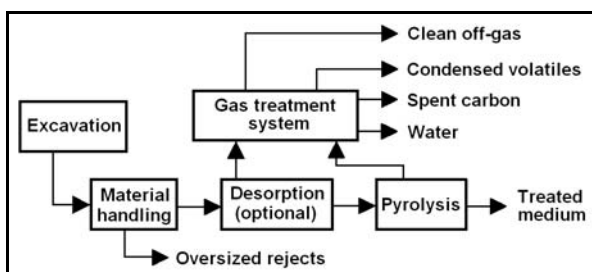 Clean off-gas
Condensed volatiles
Gas treatment
system
Spent carbon
Water
Excavation
Material
handling
Desorption
(optional)
Pyrolysis
Treated
medium
Oversized rejects